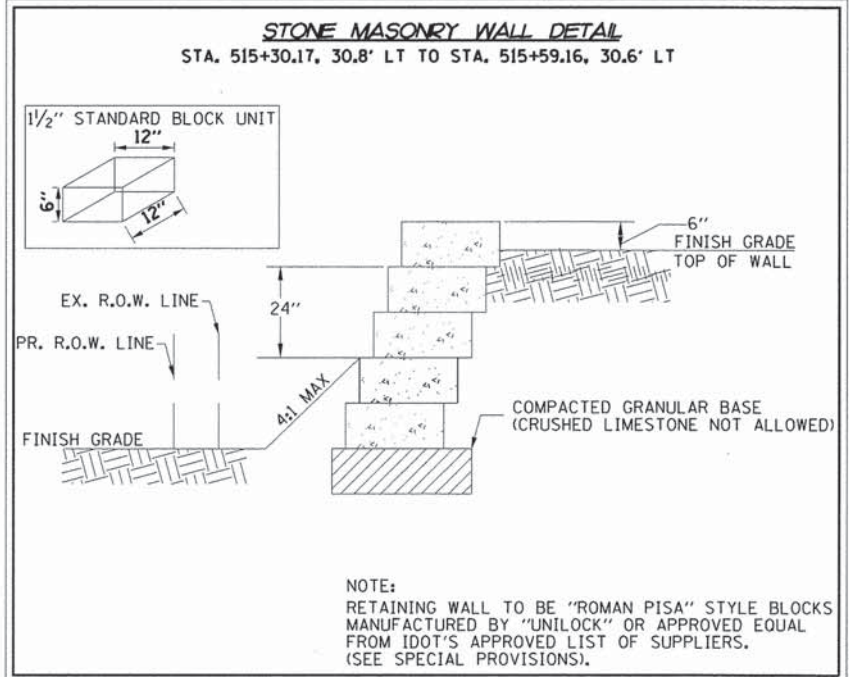 STONE MASONRY WALL DETAIL
STA. 515+30.17, 30.8' LT TO STA. 515+59.16, 30.6' LT
1½" STANDARD BLOCK UNIT
12"
6"
12"
6"
FINISH GRADE
TOP OF WALL
24"
EX. R.O.W. LINE
PR. R.O.W. LINE
4:1 MAX
FINISH GRADE
COMPACTED GRANULAR BASE
(CRUSHED LIMESTONE NOT ALLOWED)
NOTE:
RETAINING WALL TO BE "ROMAN PISA" STYLE BLOCKS
MANUFACTURED BY "UNILOCK" OR APPROVED EQUAL
FROM IDOT'S APPROVED LIST OF SUPPLIERS.
(SEE SPECIAL PROVISIONS).